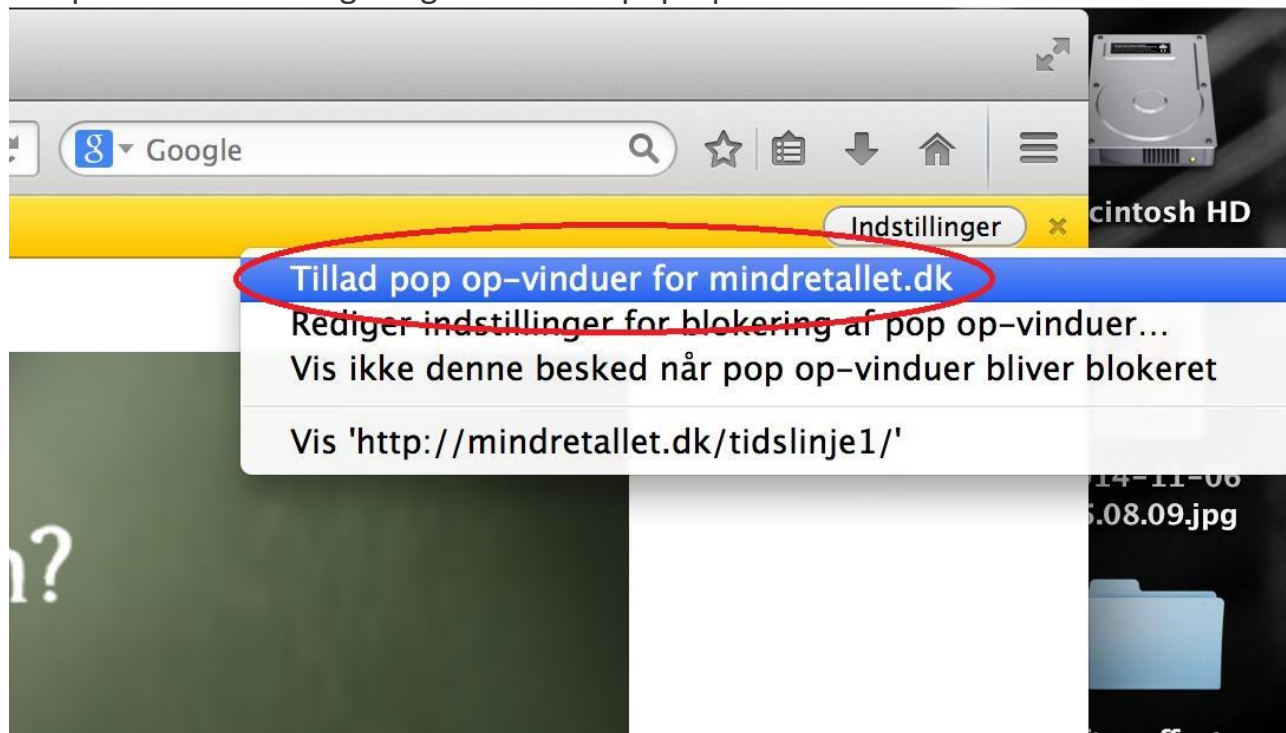 Google
Indstillinger
cintosh HD
Tillad pop op-vinduer for mindretallet.dk
Rediger indstillinger for blokering af pop op-vinduer...
Vis ikke denne besked når pop op-vinduer bliver blokeret
Vis 'http://mindretallet.dk/tidslinje1/'
14-11-06
.08.09.jpg
?